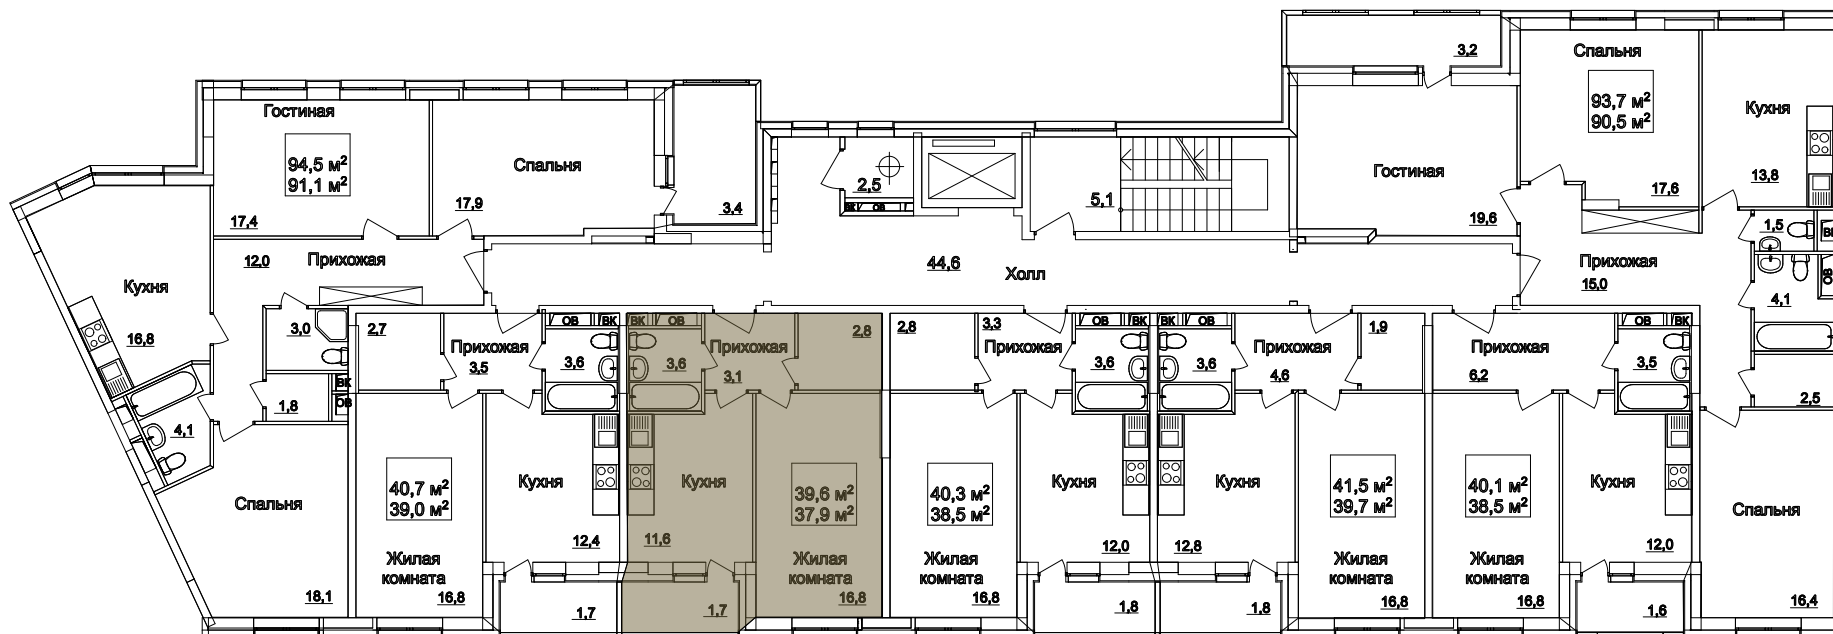 3,2
Спальня
93,7 м²
90,5 м²
17,6
Кухня
13,8
Гостиная
94,5 м²
91,1 м²
17,4
Спальня
17,9
3,4
2,5
ВК ОВ
5,1
Гостиная
19,6
1,5
ВК
ОВ
4,1
Прихожая
12,0
44,6
Холл
Прихожая
15,0
Кухня
16,8
3,0
ВК
ОВ
1,8
4,1
2,7
Прихожая
3,5
ОВ ВК
3,6
ВК ОВ
3,6
Прихожая
3,1
2,8
2,8
3,3
Прихожая
ОВ ВК
3,6
ВК ОВ
3,6
Прихожая
4,6
1,9
Прихожая
6,2
ОВ ВК
3,5
2,5
Спальня
18,1
40,7 м²
39,0 м²
Жилая
комната
16,8
Кухня
12,4
1,7
Кухня
11,6
1,7
39,6 м²
37,9 м²
Жилая
комната
16,8
40,3 м²
38,5 м²
Жилая
комната
16,8
Кухня
12,0
1,8
Кухня
12,8
1,8
41,5 м²
39,7 м²
Жилая
комната
16,8
40,1 м²
38,5 м²
Жилая
комната
16,8
Кухня
12,0
1,6
Спальня
16,4